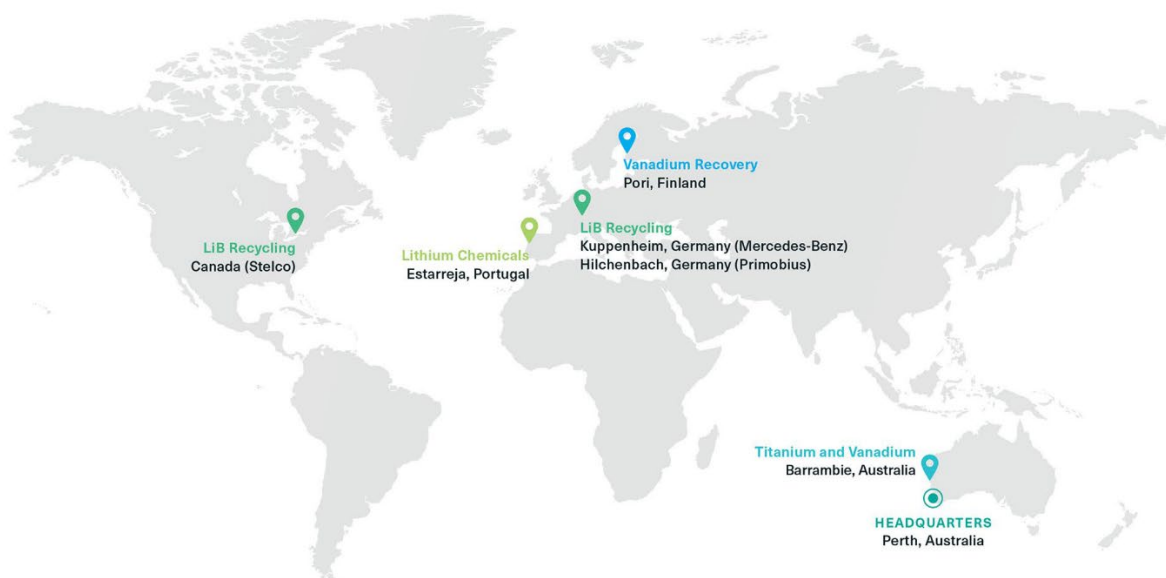 Vanadium Recovery
Pori, Finland
LiB Recycling
Kuppenheim, Germany (Mercedes-Benz)
Hilchenbach, Germany (Primobius)
LiB Recycling
Canada (Stelco)
Lithium Chemicals
Estarreja, Portugal
Titanium and Vanadium
Barrambie, Australia
HEADQUARTERS
Perth, Australia